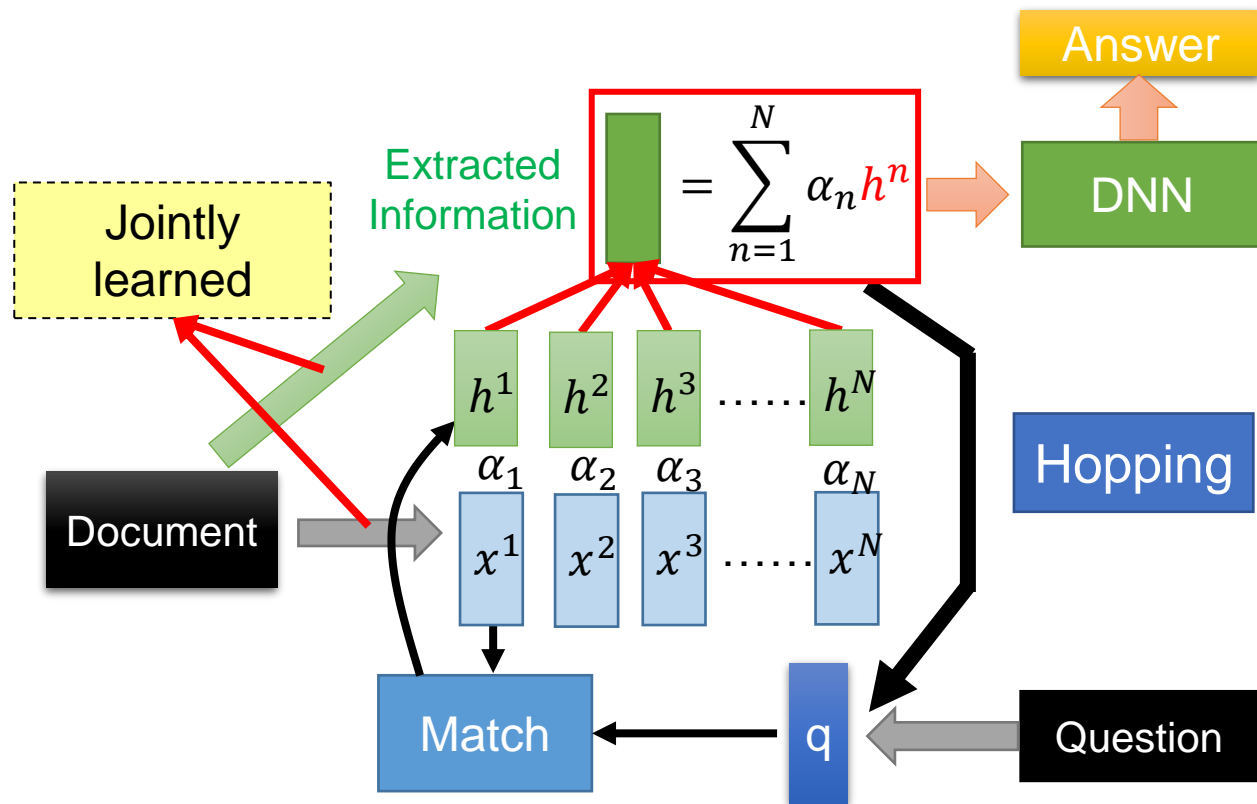 Answer
Extracted
Information
= \sum_{n=1}^{N} α_n h^n
DNN
Jointly
learned
h^1 h^2 h^3 …… h^N
α_1 α_2 α_3 α_N
Hopping
Document
x^1 x^2 x^3 …… x^N
Match
q
Question